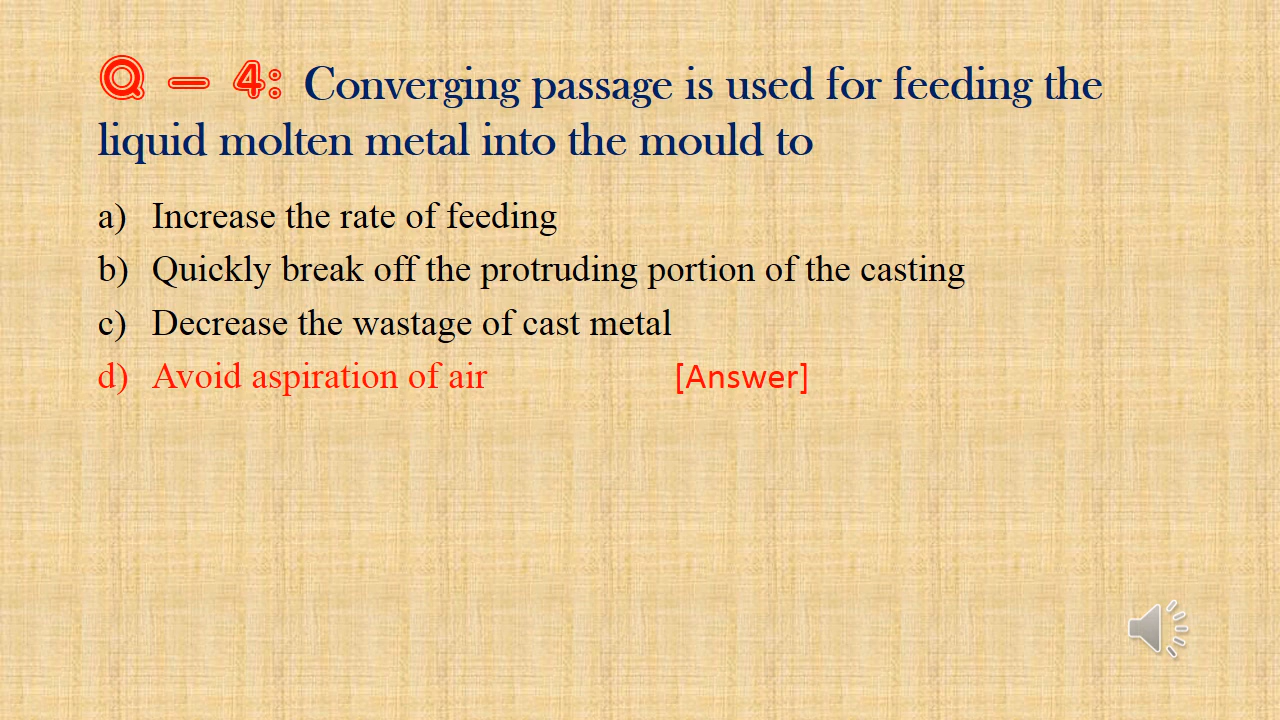 Q – 4: Converging passage is used for feeding the
liquid molten metal into the mould to
a) Increase the rate of feeding
b) Quickly break off the protruding portion of the casting
c) Decrease the wastage of cast metal
d) Avoid aspiration of air [Answer]